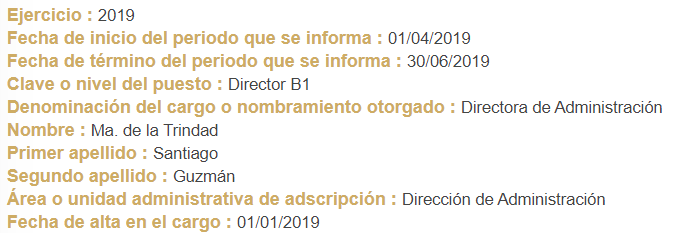 Ejercicio : 2019
Fecha de inicio del periodo que se informa : 01/04/2019
Fecha de término del periodo que se informa : 30/06/2019
Clave o nivel del puesto : Director B1
Denominación del cargo o nombramiento otorgado : Directora de Administración
Nombre : Ma. de la Trindad
Primer apellido : Santiago
Segundo apellido : Guzmán
Área o unidad administrativa de adscripción : Dirección de Administración
Fecha de alta en el cargo : 01/01/2019